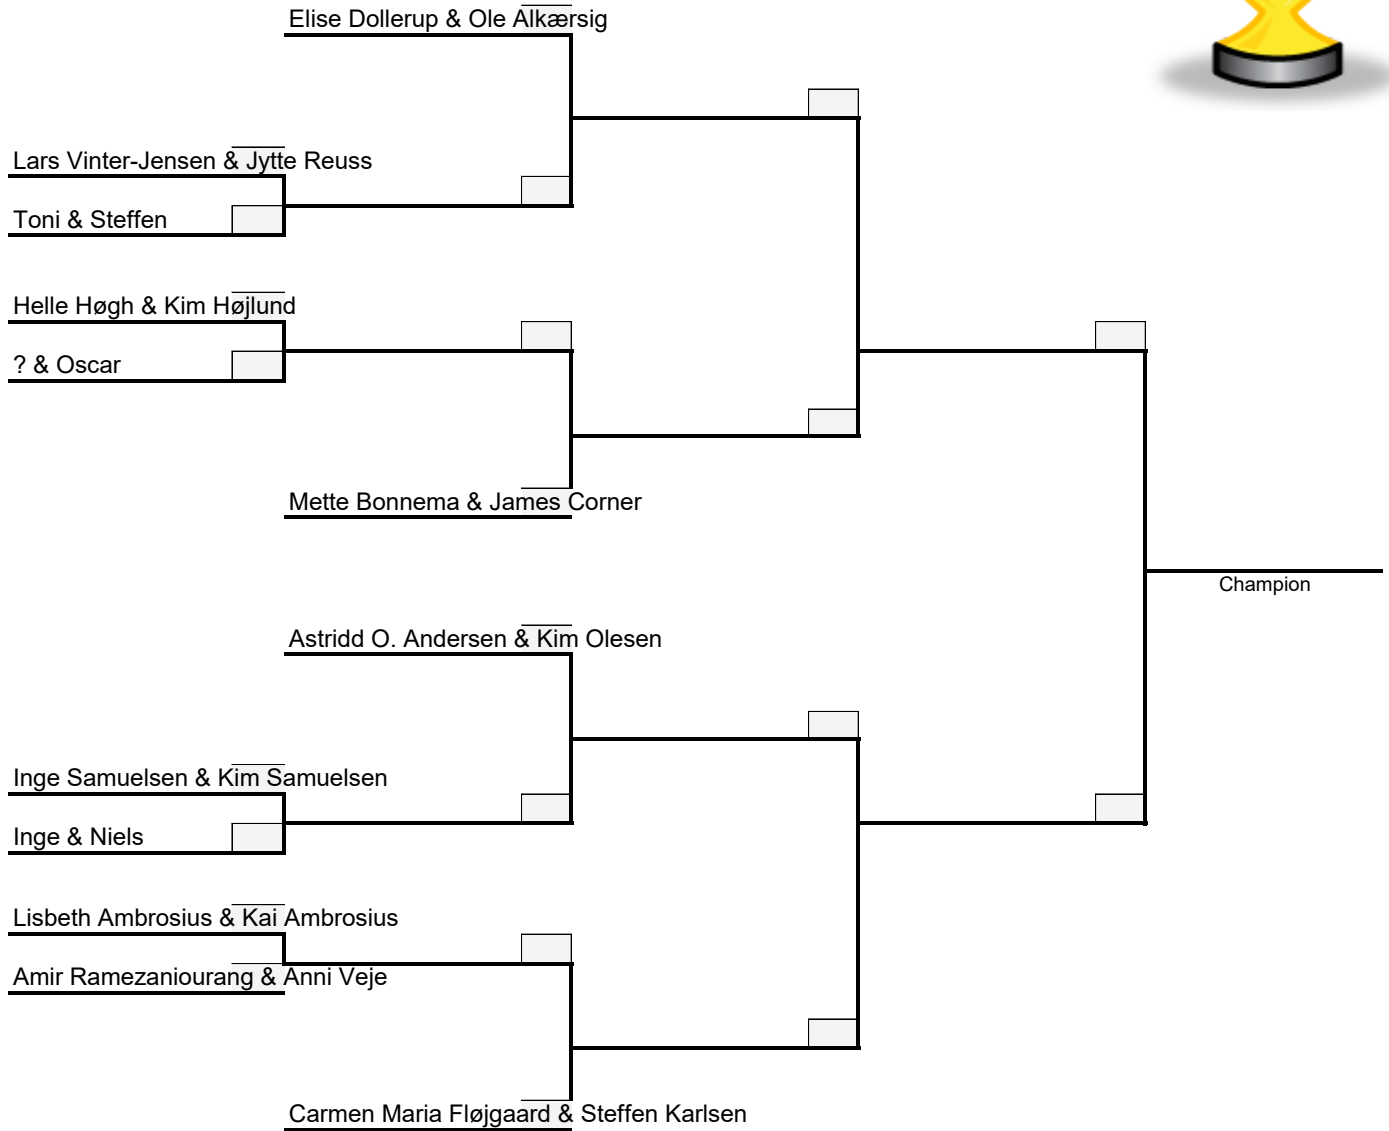 Elise Dollerup & Ole Alkærsig
Lars Vinter-Jensen & Jytte Reuss
Toni & Steffen
Helle Høgh & Kim Højlund
? & Oscar
Mette Bonnema & James Corner
Champion
Astridd O. Andersen & Kim Olesen
Inge Samuelsen & Kim Samuelsen
Inge & Niels
Lisbeth Ambrosius & Kai Ambrosius
Amir Ramezaniourang & Anni Veje
Carmen Maria Fløjgaard & Steffen Karlsen